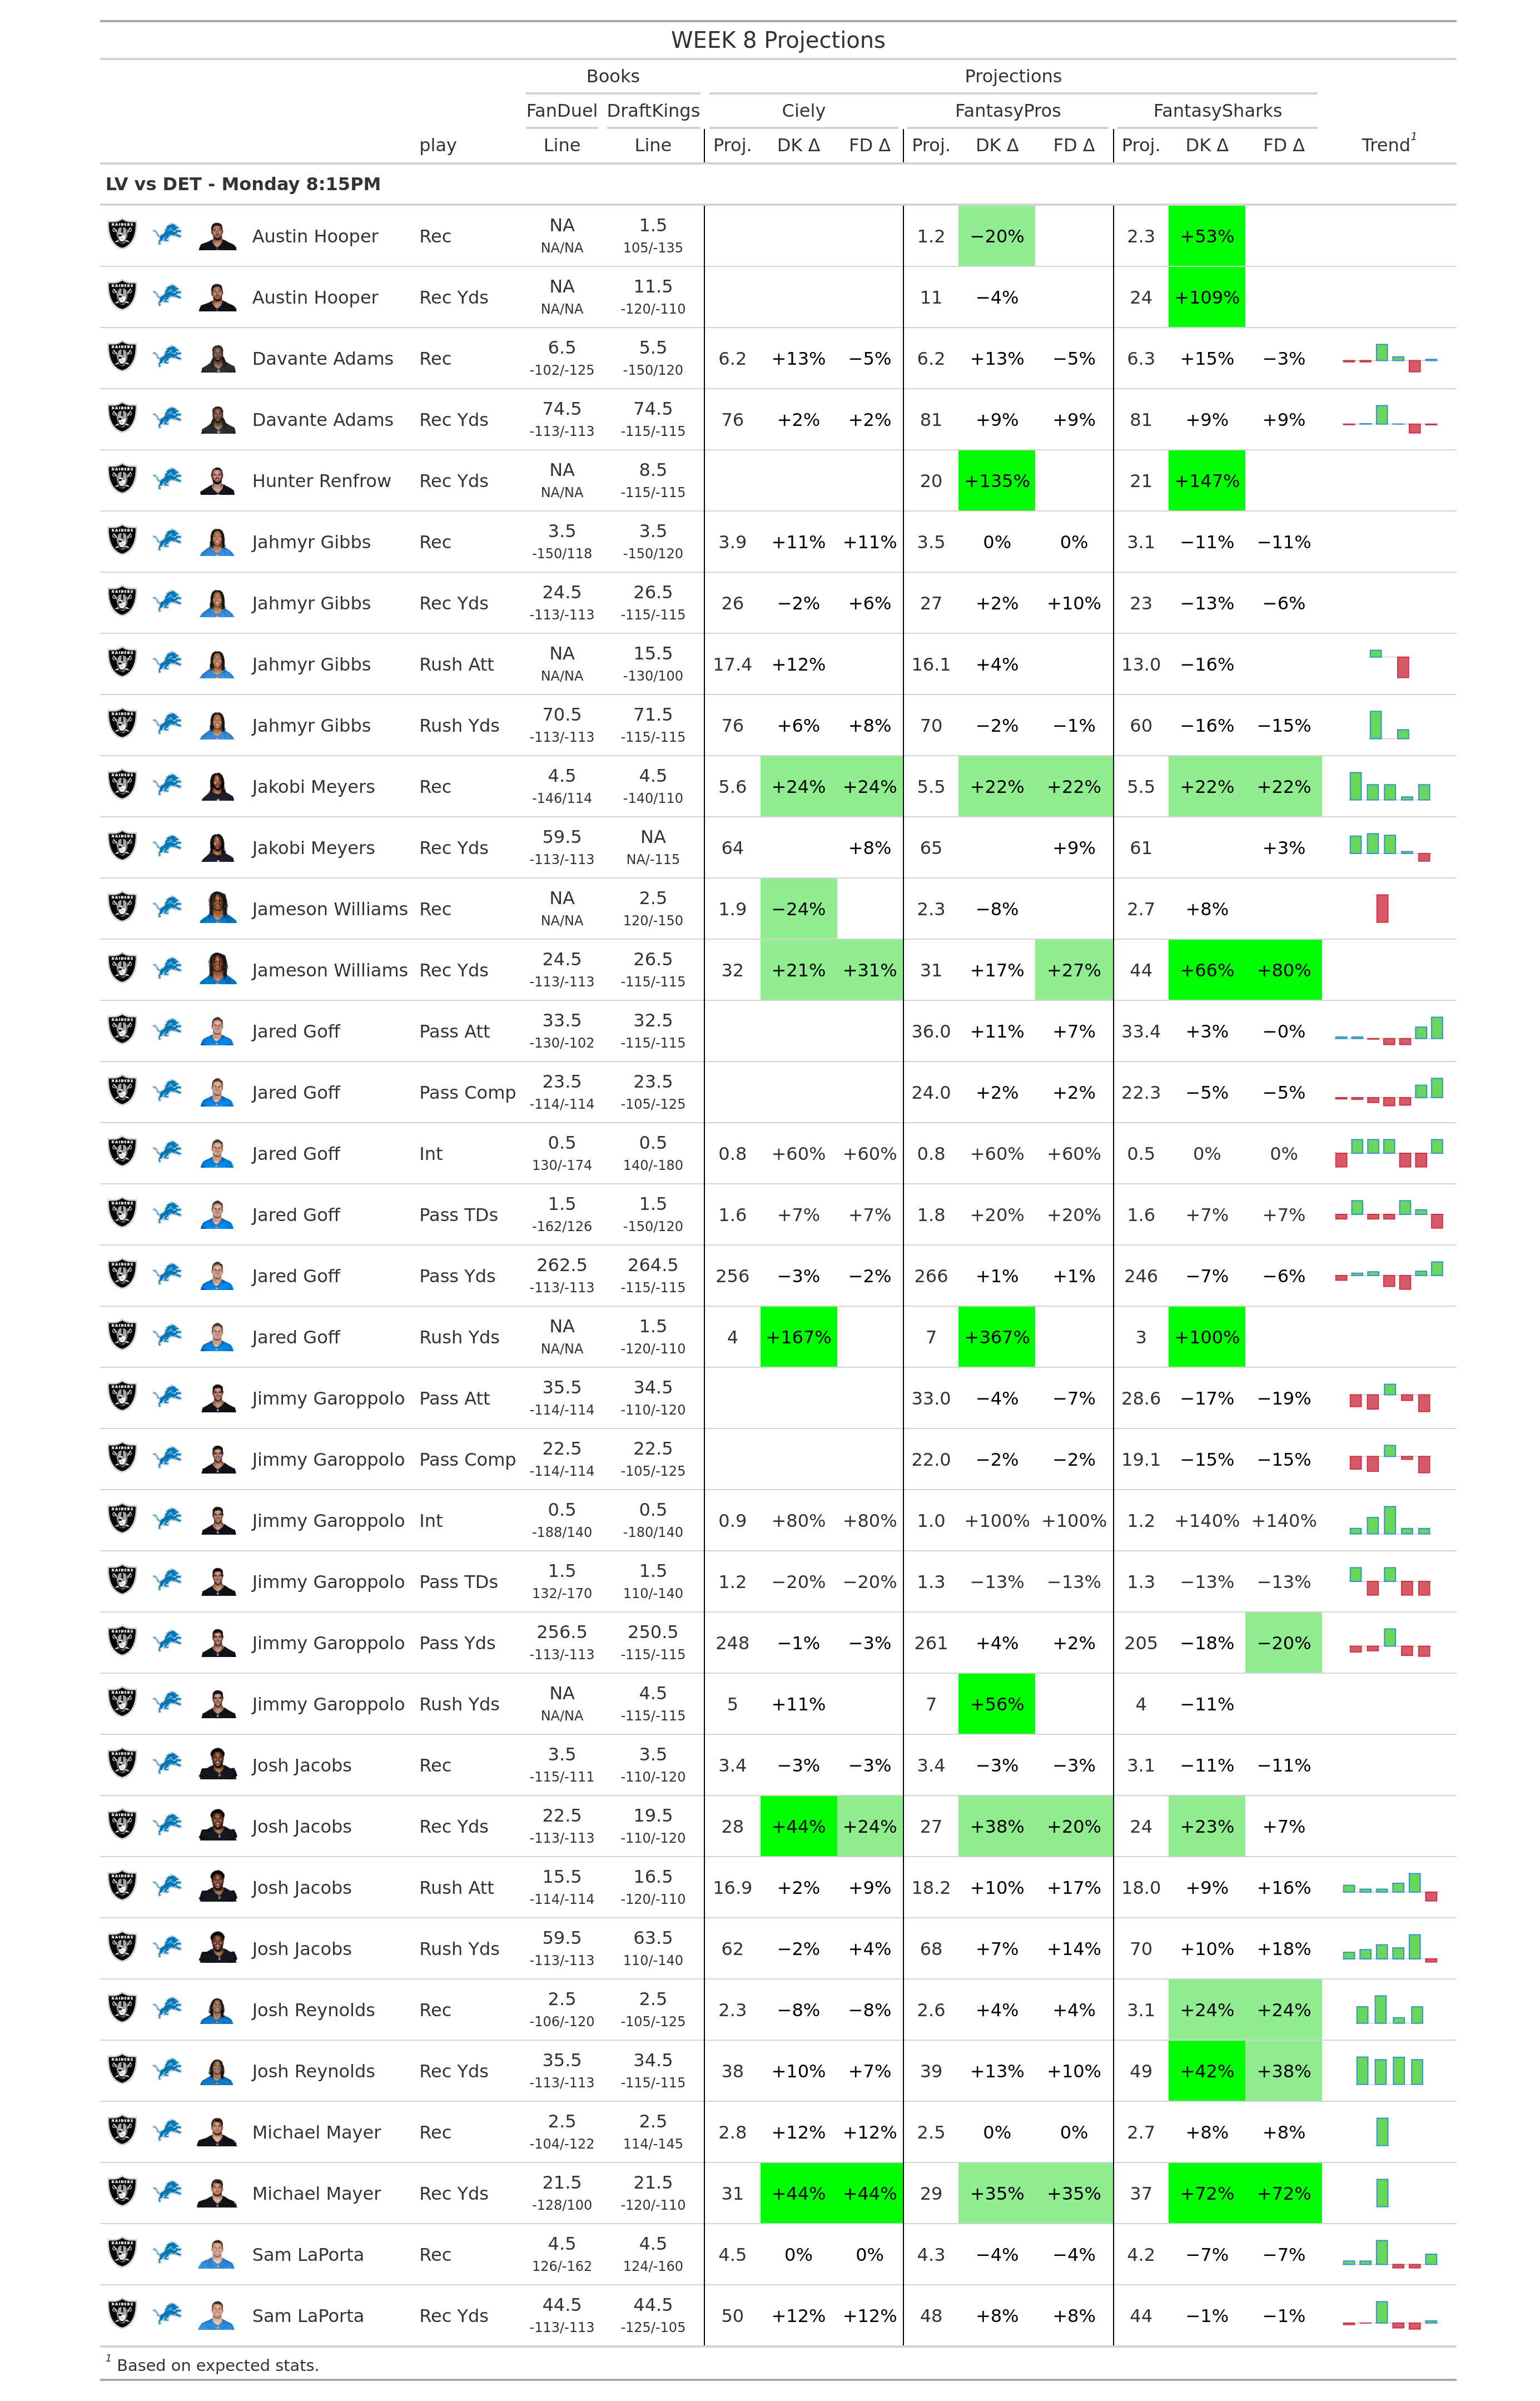 WEEK 8 Projections
Books Projections
FanDuel DraftKings Ciely FantasyPros FantasySharks
play Line Line Proj. DK Δ FD Δ Proj. DK Δ FD Δ Proj. DK Δ FD Δ Trend1
LV vs DET - Monday 8:15PM
Austin Hooper Rec NA 1.5 1.2 −20% 2.3 +53%
NA/NA 105/-135
Austin Hooper Rec Yds NA 11.5 11 −4% 24 +109%
NA/NA -120/-110
Davante Adams Rec 6.5 5.5 6.2 +13% −5% 6.2 +13% −5% 6.3 +15% −3%
-102/-125 -150/120
Davante Adams Rec Yds 74.5 74.5 76 +2% +2% 81 +9% +9% 81 +9% +9%
-113/-113 -115/-115
Hunter Renfrow Rec Yds NA 8.5 20 +135% 21 +147%
NA/NA -115/-115
Jahmyr Gibbs Rec 3.5 3.5 3.9 +11% +11% 3.5 0% 0% 3.1 −11% −11%
-150/118 -150/120
Jahmyr Gibbs Rec Yds 24.5 26.5 26 −2% +6% 27 +2% +10% 23 −13% −6%
-113/-113 -115/-115
Jahmyr Gibbs Rush Att NA 15.5 17.4 +12% 16.1 +4% 13.0 −16%
NA/NA -130/100
Jahmyr Gibbs Rush Yds 70.5 71.5 76 +6% +8% 70 −2% −1% 60 −16% −15%
-113/-113 -115/-115
Jakobi Meyers Rec 4.5 4.5 5.6 +24% +24% 5.5 +22% +22% 5.5 +22% +22%
-146/114 -140/110
Jakobi Meyers Rec Yds 59.5 NA 64 +8% 65 +9% 61 +3%
-113/-113 NA/-115
Jameson Williams Rec NA 2.5 1.9 −24% 2.3 −8% 2.7 +8%
NA/NA 120/-150
Jameson Williams Rec Yds 24.5 26.5 32 +21% +31% 31 +17% +27% 44 +66% +80%
-113/-113 -115/-115
Jared Goff Pass Att 33.5 32.5 36.0 +11% +7% 33.4 +3% −0%
-130/-102 -115/-115
Jared Goff Pass Comp 23.5 23.5 24.0 +2% +2% 22.3 −5% −5%
-114/-114 -105/-125
Jared Goff Int 0.5 0.5 0.8 +60% +60% 0.8 +60% +60% 0.5 0% 0%
130/-174 140/-180
Jared Goff Pass TDs 1.5 1.5 1.6 +7% +7% 1.8 +20% +20% 1.6 +7% +7%
-162/126 -150/120
Jared Goff Pass Yds 262.5 264.5 256 −3% −2% 266 +1% +1% 246 −7% −6%
-113/-113 -115/-115
Jared Goff Rush Yds NA 1.5 4 +167% 7 +367% 3 +100%
NA/NA -120/-110
Jimmy Garoppolo Pass Att 35.5 34.5 33.0 −4% −7% 28.6 −17% −19%
-114/-114 -110/-120
Jimmy Garoppolo Pass Comp 22.5 22.5 22.0 −2% −2% 19.1 −15% −15%
-114/-114 -105/-125
Jimmy Garoppolo Int 0.5 0.5 0.9 +80% +80% 1.0 +100% +100% 1.2 +140% +140%
-188/140 -180/140
Jimmy Garoppolo Pass TDs 1.5 1.5 1.2 −20% −20% 1.3 −13% −13% 1.3 −13% −13%
132/-170 110/-140
Jimmy Garoppolo Pass Yds 256.5 250.5 248 −1% −3% 261 +4% +2% 205 −18% −20%
-113/-113 -115/-115
Jimmy Garoppolo Rush Yds NA 4.5 5 +11% 7 +56% 4 −11%
NA/NA -115/-115
Josh Jacobs Rec 3.5 3.5 3.4 −3% −3% 3.4 −3% −3% 3.1 −11% −11%
-115/-111 -110/-120
Josh Jacobs Rec Yds 22.5 19.5 28 +44% +24% 27 +38% +20% 24 +23% +7%
-113/-113 -110/-120
Josh Jacobs Rush Att 15.5 16.5 16.9 +2% +9% 18.2 +10% +17% 18.0 +9% +16%
-114/-114 -120/-110
Josh Jacobs Rush Yds 59.5 63.5 62 −2% +4% 68 +7% +14% 70 +10% +18%
-113/-113 110/-140
Josh Reynolds Rec 2.5 2.5 2.3 −8% −8% 2.6 +4% +4% 3.1 +24% +24%
-106/-120 -105/-125
Josh Reynolds Rec Yds 35.5 34.5 38 +10% +7% 39 +13% +10% 49 +42% +38%
-113/-113 -115/-115
Michael Mayer Rec 2.5 2.5 2.8 +12% +12% 2.5 0% 0% 2.7 +8% +8%
-104/-122 114/-145
Michael Mayer Rec Yds 21.5 21.5 31 +44% +44% 29 +35% +35% 37 +72% +72%
-128/100 -120/-110
Sam LaPorta Rec 4.5 4.5 4.5 0% 0% 4.3 −4% −4% 4.2 −7% −7%
126/-162 124/-160
Sam LaPorta Rec Yds 44.5 44.5 50 +12% +12% 48 +8% +8% 44 −1% −1%
-113/-113 -125/-105
1 Based on expected stats.